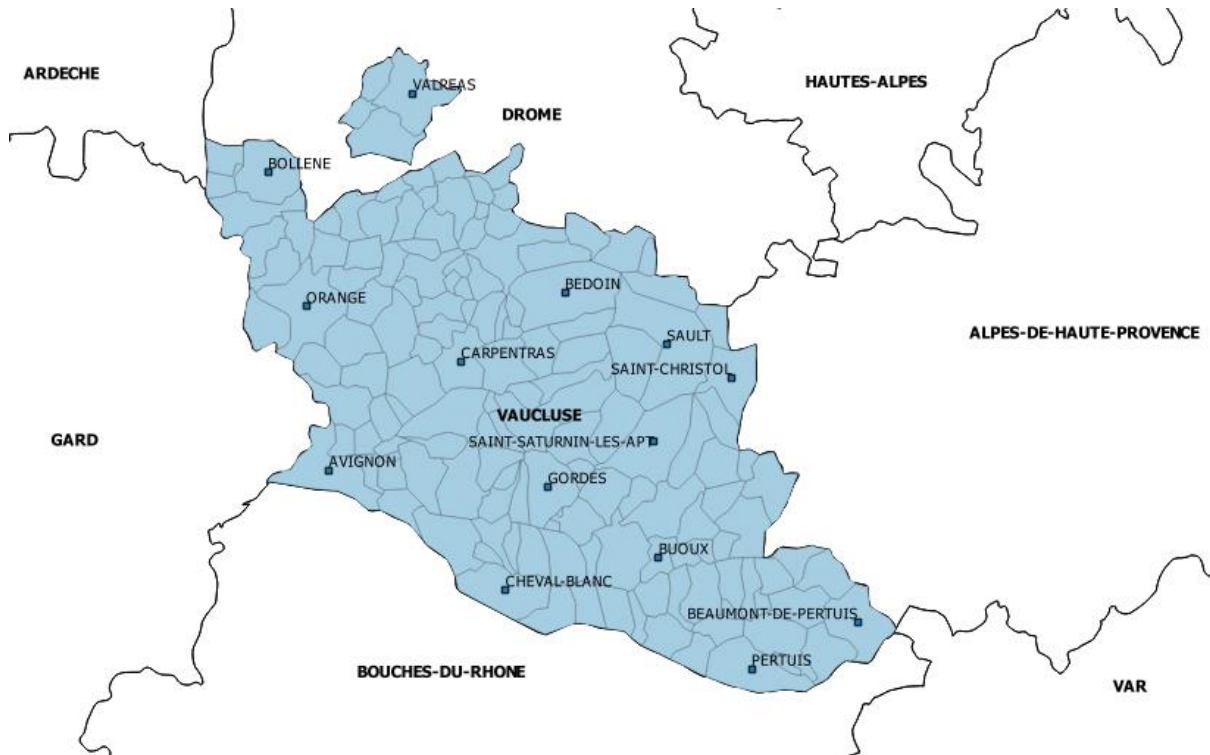 ARDECHE
VALREAS
HAUTES-ALPES
DROME
BOLLENE
BEDOIN
ORANGE
SAULT
ALPES-DE-HAUTE-PROVENCE
CARPENTRAS
SAINT-CHRISTOL
VAUCLUSE
GARD
SAINT-SATURNIN-LES-APT
AVIGNON
GORDES
BUOUX
CHEVAL-BLANC
BEAUMONT-DE-PERTUIS
PERTUIS
BOUCHES-DU-RHONE
VAR